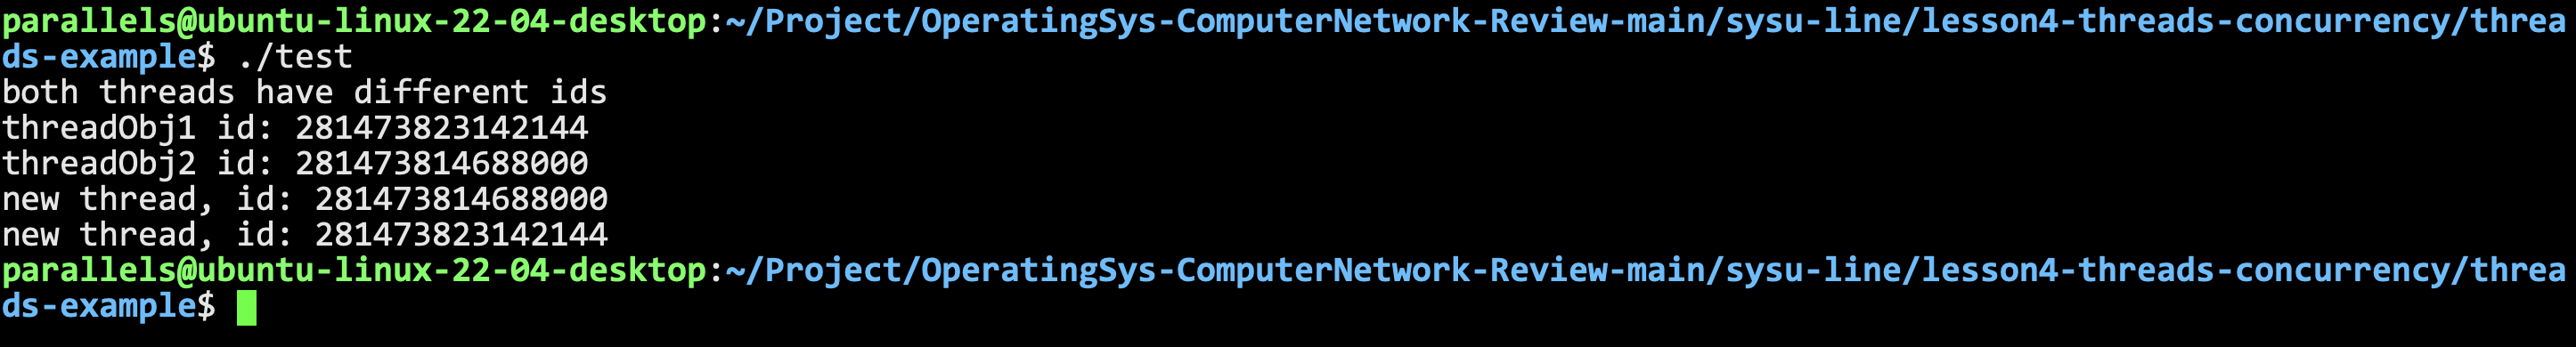 parallels@ubuntu-linux-22-04-desktop:~/Project/OperatingSys-ComputerNetwork-Review-main/sysu-line/lesson4-threads-concurrency/threa
ds-example$ ./test
both threads have different ids
threadObj1 id: 281473823142144
threadObj2 id: 281473814688000
new thread, id: 281473814688000
new thread, id: 281473823142144
parallels@ubuntu-linux-22-04-desktop:~/Project/OperatingSys-ComputerNetwork-Review-main/sysu-line/lesson4-threads-concurrency/threa
ds-example$